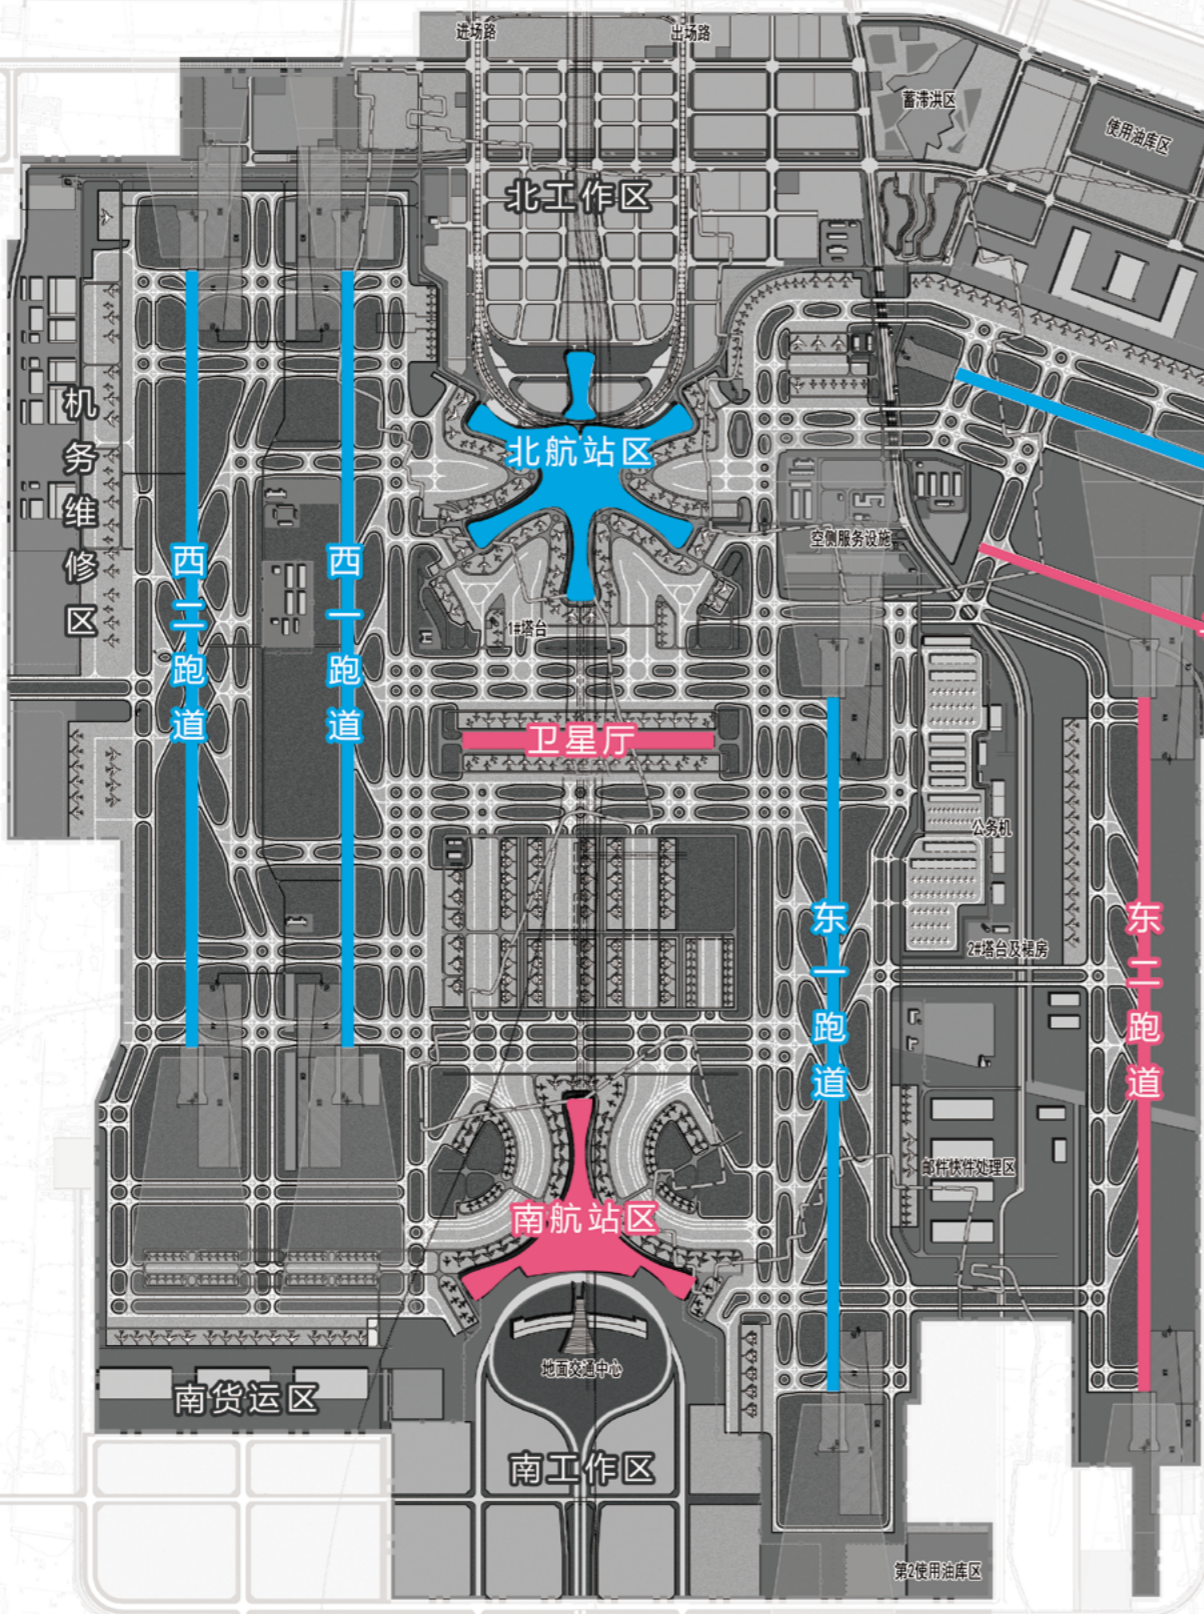 进场路
出场路
蓄滞洪区
使用油库区
北工作区
机务维修区
北航站区
空侧服务设施
西二跑道
西一跑道
1#塔台
卫星厅
公务机
东一跑道
东二跑道
2#塔台及裙房
邮件快件处理区
南航站区
地面交通中心
南货运区
南工作区
第2使用油库区